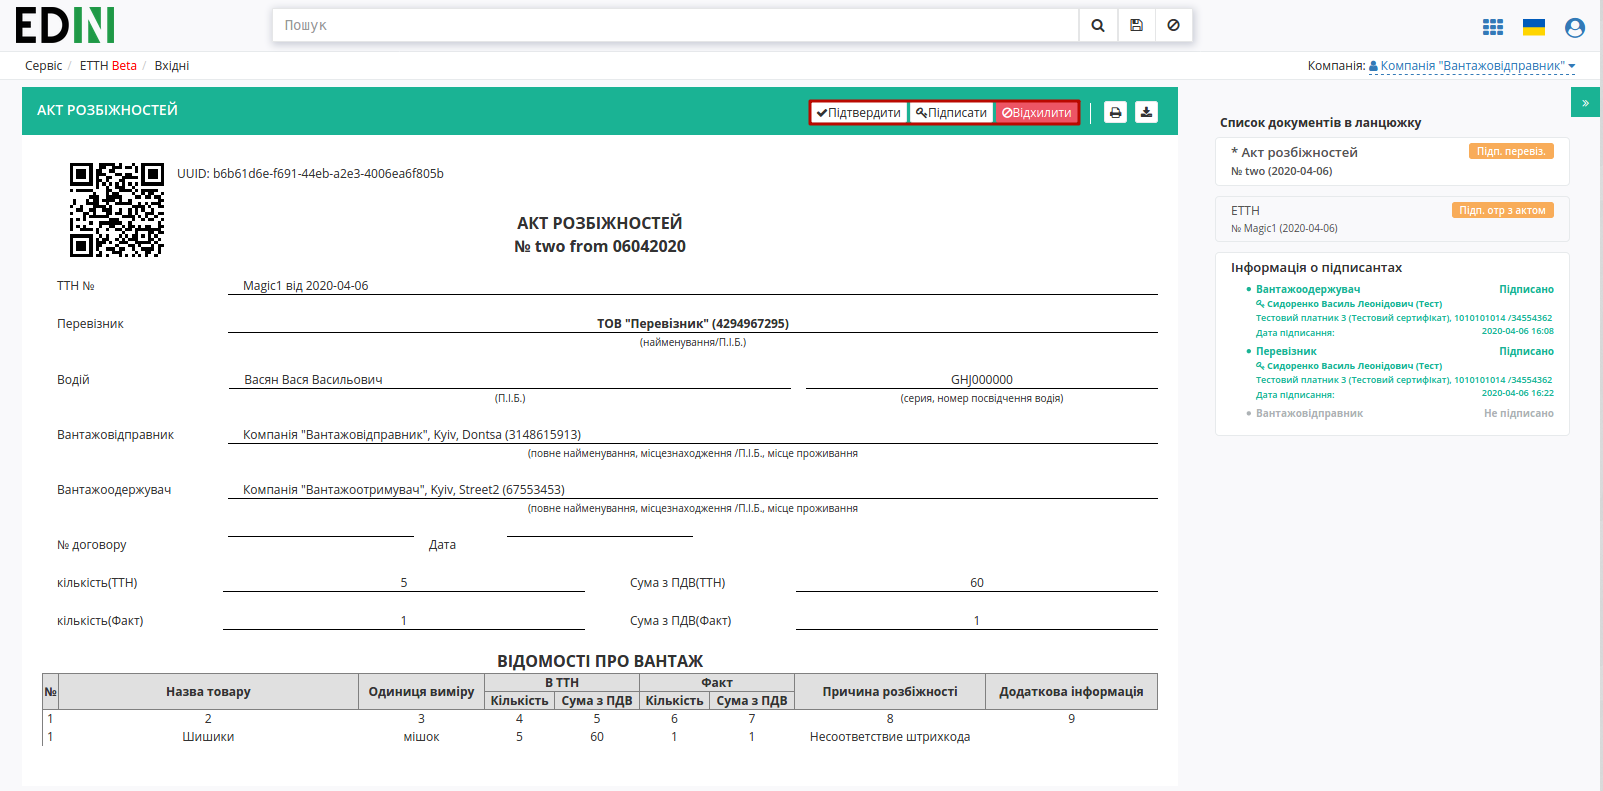 EDIN
Пошук
Сервіс / ЕТТН Beta / Вхідні
Компанія: Компанія "Вантажовідправник"
АКТ РОЗБІЖНОСТЕЙ
Підтвердити Підписати Відхилити
»
UUID: b6b61d6e-f691-44eb-a2e3-4006ea6f805b
АКТ РОЗБІЖНОСТЕЙ
№ two from 06042020
ТТН № Magic1 від 2020-04-06
Перевізник ТОВ "Перевізник" (4294967295)
(найменування/П.І.Б.)
Водій Васян Вася Васильович GHJ000000
(П.І.Б.) (серия, номер посвідчення водія)
Вантажовідправник Компанія "Вантажовідправник", Kyiv, Dontsa (3148615913)
(повне найменування, місцезнаходження /П.І.Б., місце проживання
Вантажоодержувач Компанія "Вантажоотримувач", Kyiv, Street2 (67553453)
(повне найменування, місцезнаходження /П.І.Б., місце проживання
№ договору Дата
кількість(ТТН) 5 Сума з ПДВ(ТТН) 60
кількість(Факт) 1 Сума з ПДВ(Факт) 1
ВІДОМОСТІ ПРО ВАНТАЖ
№ Назва товару Одиниця виміру В ТТН Факт Причина розбіжності Додаткова інформація
Кількість Сума з ПДВ Кількість Сума з ПДВ
1 2 3 4 5 6 7 8 9
1 Шишики мішок 5 60 1 1 Несоответствие штрихкода
Список документів в ланцюжку
* Акт розбіжностей Підп. перевіз.
№ two (2020-04-06)
ЕТТН Підп. отр з актом
№ Magic1 (2020-04-06)
Інформація о підписантах
Вантажоодержувач Підписано
Сидоренко Василь Леонідович (Тест)
Тестовий платник 3 (Тестовий сертифікат), 1010101014 /34554362
Дата підписання: 2020-04-06 16:08
Перевізник Підписано
Сидоренко Василь Леонідович (Тест)
Тестовий платник 3 (Тестовий сертифікат), 1010101014 /34554362
Дата підписання: 2020-04-06 16:22
Вантажовідправник Не підписано